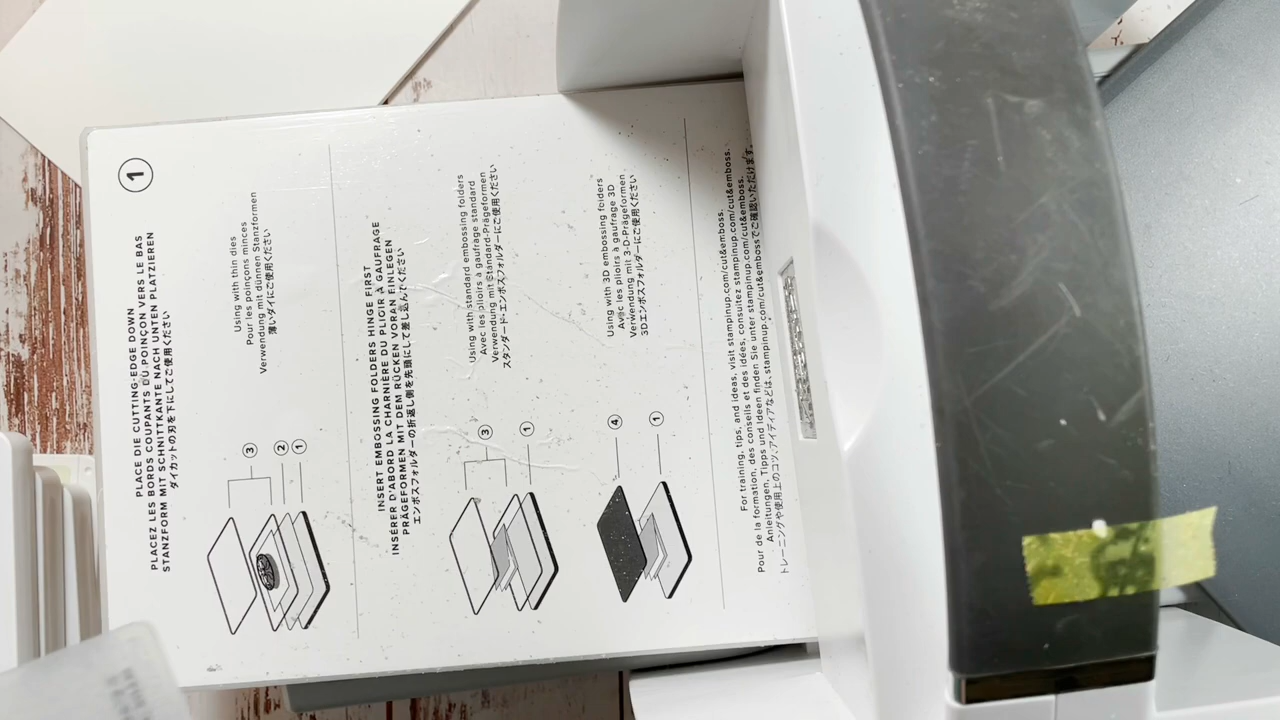 1
PLACE DIE CUTTING-EDGE DOWN
PLACEZ LES BORDS COUPANTS DU POINÇON VERS LE BAS
STANZFORM MIT SCHNITTKANTE NACH UNTEN PLATZIEREN
ダイカットの刃を下にしてご使用ください
3
2
1
Using with thin dies
Pour les poinçons minces
Verwendung mit dünnen Stanzformen
薄いダイにご使用ください
INSERT EMBOSSING FOLDERS HINGE FIRST
INSÉRER D'ABORD LA CHARNIÈRE DU PLIOIR À GAUFRAGE
PRÄGEFORMEN MIT DEM RÜCKEN VORAN EINLEGEN
エンボスフォルダーの折返し側を先頭にして差し込んでください
3
1
Using with standard embossing folders
Avec les plioirs à gaufrage standard
Verwendung mit Standard-Prägeformen
スタンダードエンボスフォルダーにご使用ください
4
1
Using with 3D embossing folders
Avec les plioirs à gaufrage 3D
Verwendung mit 3-D-Prägeformen
3Dエンボスフォルダーにご使用ください
For training, tips, and ideas, visit stampinup.com/cut&emboss.
Pour de la formation, des conseils et des idées, consultez stampinup.com/cut&emboss.
Anleitungen, Tipps und Ideen finden Sie unter stampinup.com/cut&emboss.
トレーニングや使用上のコツ、アイディアなどは、stampinup.com/cut&embossでご確認いただけます。